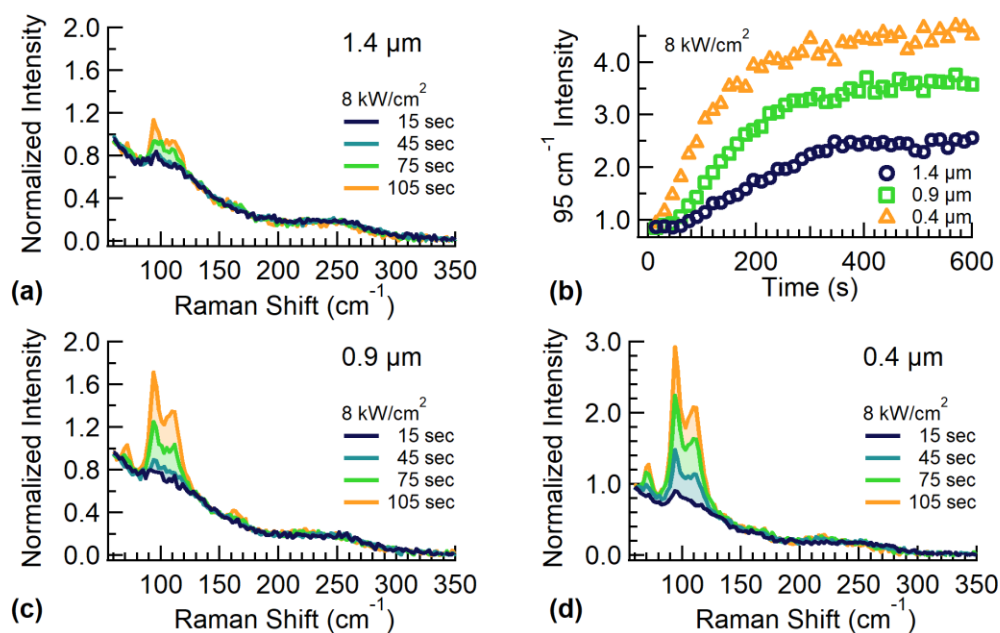 2.0
1.6
1.2
0.8
0.4
0.0
Normalized Intensity
1.4 µm
8 kW/cm²
15 sec
45 sec
75 sec
105 sec
100 150 200 250 300 350
Raman Shift (cm⁻¹)
(a)
4.0
3.0
2.0
1.0
95 cm⁻¹ Intensity
8 kW/cm²
1.4 µm
0.9 µm
0.4 µm
0 200 400 600
Time (s)
(b)
2.0
1.6
1.2
0.8
0.4
0.0
Normalized Intensity
0.9 µm
8 kW/cm²
15 sec
45 sec
75 sec
105 sec
100 150 200 250 300 350
Raman Shift (cm⁻¹)
(c)
3.0
2.0
1.0
0.0
Normalized Intensity
0.4 µm
8 kW/cm²
15 sec
45 sec
75 sec
105 sec
100 150 200 250 300 350
Raman Shift (cm⁻¹)
(d)